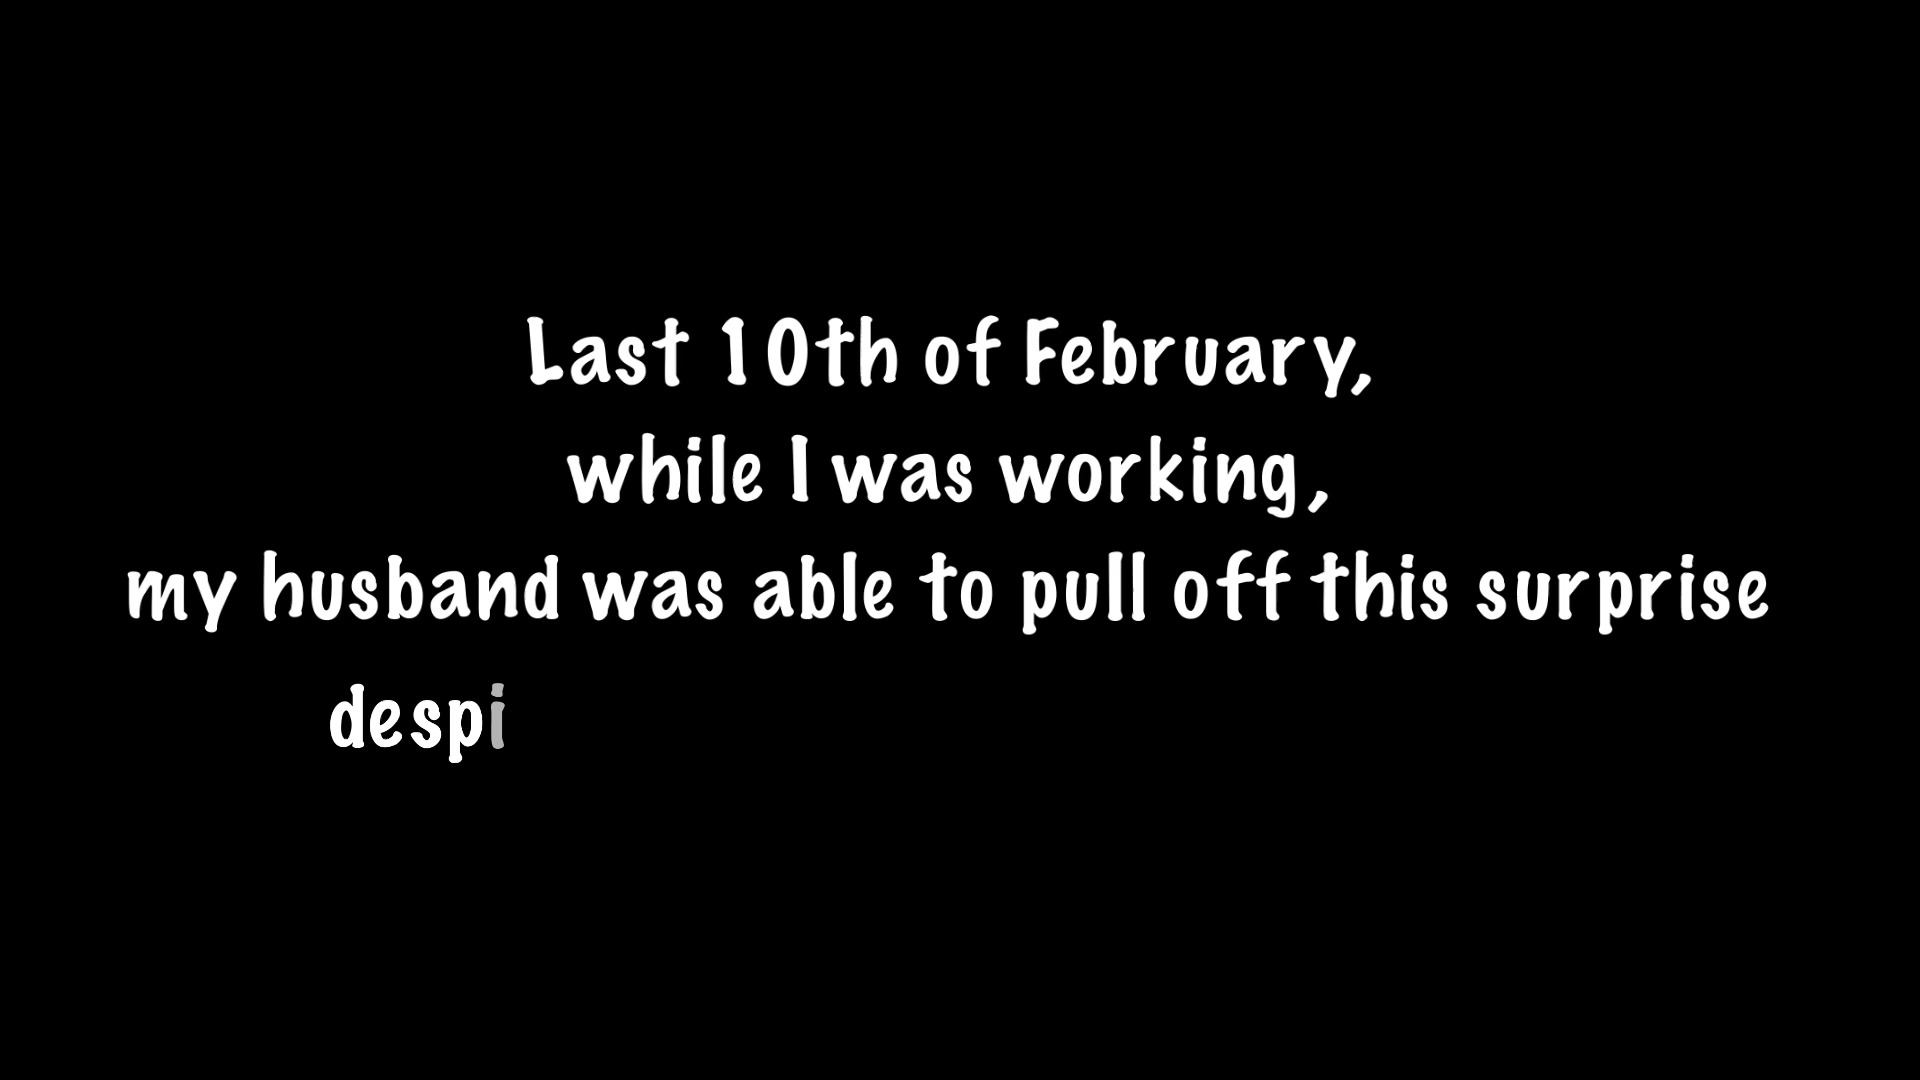 Last 10th of February,
while I was working,
my husband was able to pull off this surprise
despi